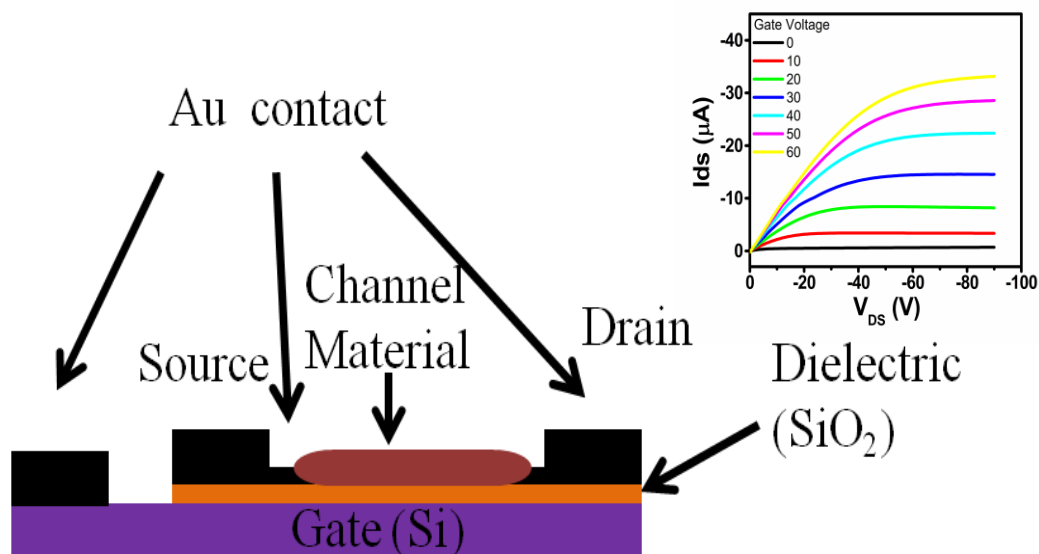 Au contact
Channel
Material
Source
Drain
Dielectric
(SiO₂)
Gate (Si)
Gate Voltage
0
10
20
30
40
50
60
Ids (μA)
-40
-30
-20
-10
0
0 -20 -40 -60 -80 -100
V_DS (V)